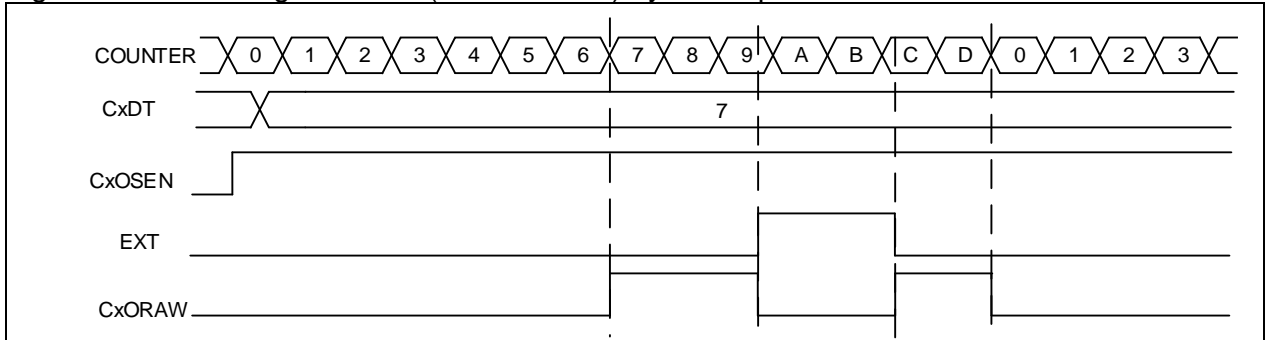 COUNTER 0 1 2 3 4 5 6 7 8 9 A B C D 0 1 2 3
CxDT 7
CxOSEN
EXT
CxORAW